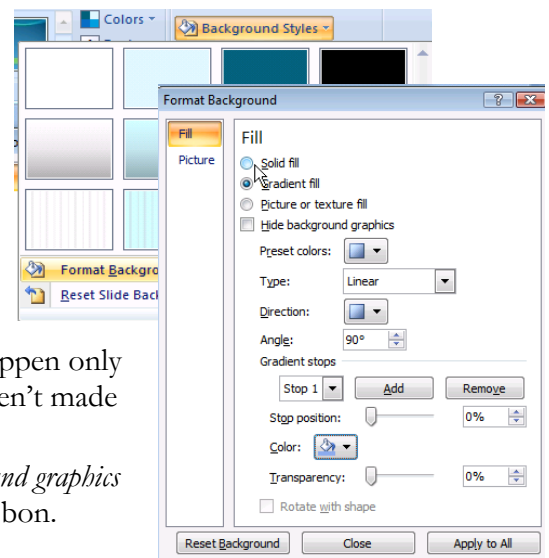 Colors
Background Styles
Format Background
Fill
Picture
Fill
Solid fill
Gradient fill
Picture or texture fill
Hide background graphics
Preset colors:
Type: Linear
Direction:
Angle: 90°
Gradient stops
Stop 1 Add Remove
Stop position: 0%
Color:
Transparency: 0%
Rotate with shape
Reset Background Close Apply to All
Format Backgro
Reset Slide Bac
ppen only
en't made
nd graphics
bon.